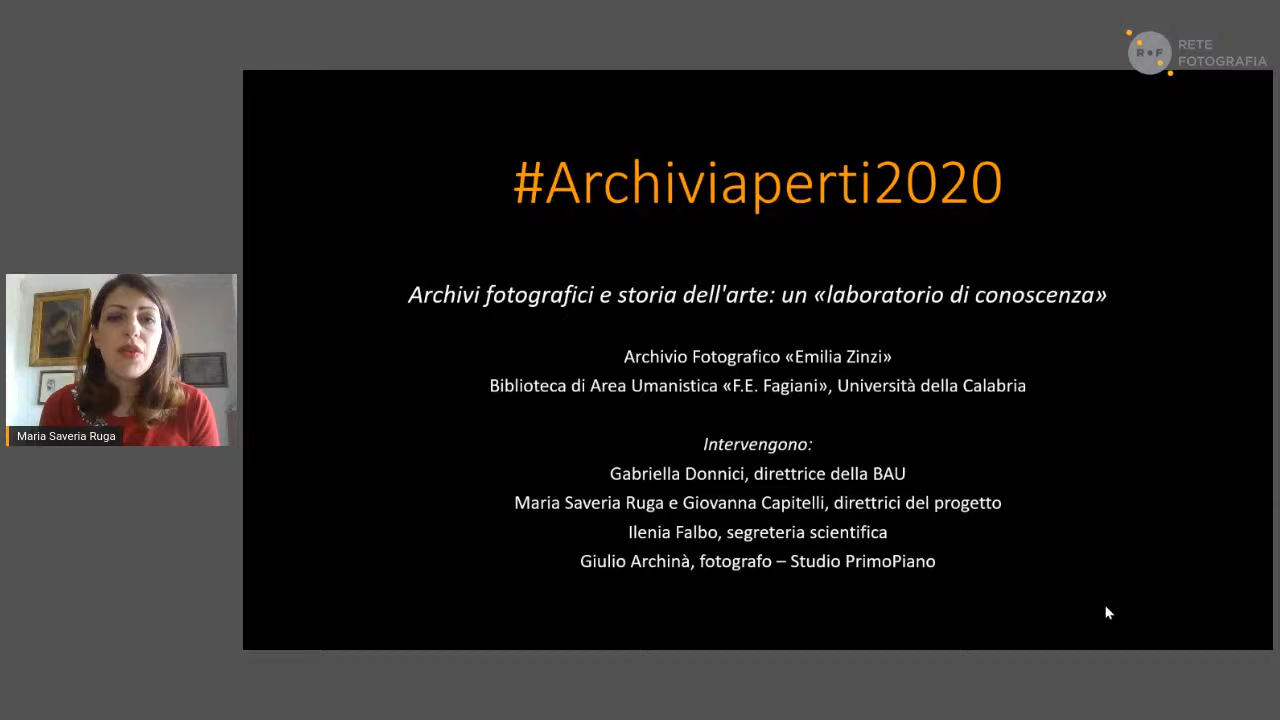 R●F RETE
FOTOGRAFIA
#Archiviaperti2020
Archivi fotografici e storia dell'arte: un «laboratorio di conoscenza»
Archivio Fotografico «Emilia Zinzi»
Biblioteca di Area Umanistica «F.E. Fagiani», Università della Calabria
Intervengono:
Gabriella Donnici, direttrice della BAU
Maria Saveria Ruga e Giovanna Capitelli, direttrici del progetto
Ilenia Falbo, segreteria scientifica
Giulio Archinà, fotografo – Studio PrimoPiano
Maria Saveria Ruga